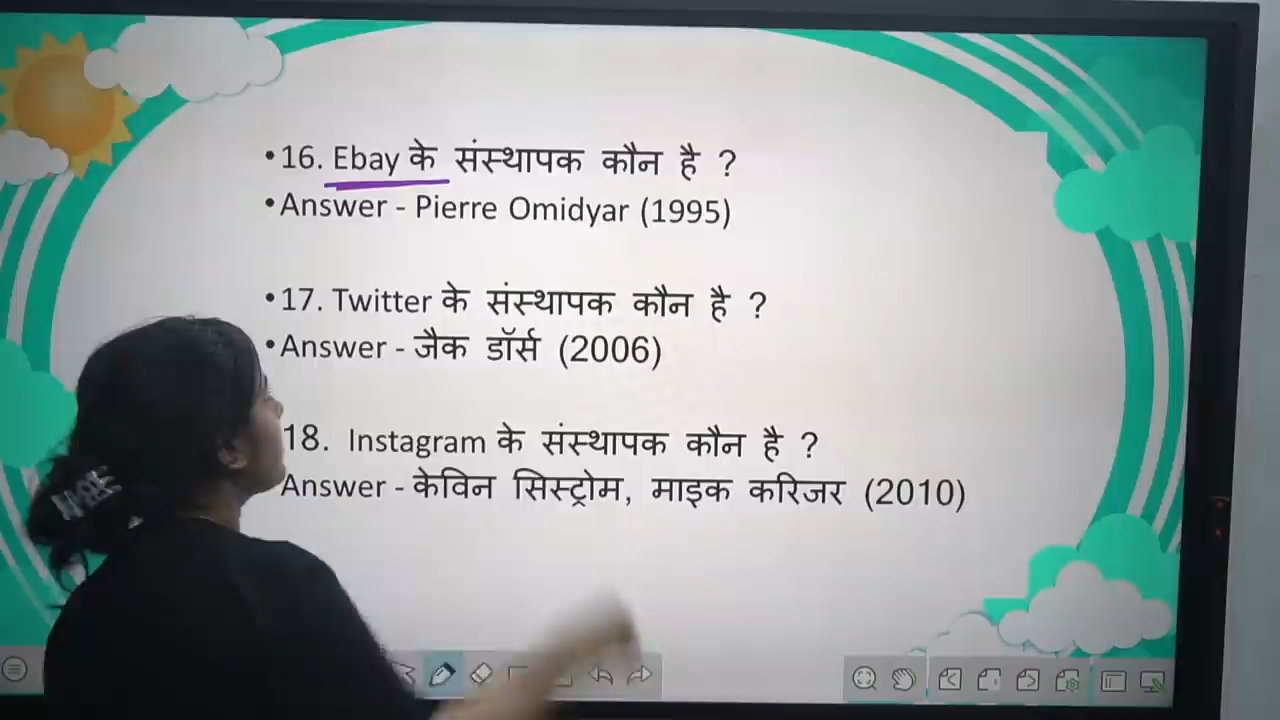 •16. Ebay के संस्थापक कौन है ?
•Answer - Pierre Omidyar (1995)
•17. Twitter के संस्थापक कौन है ?
•Answer - जैक डॉर्स (2006)
18. Instagram के संस्थापक कौन है ?
Answer - केविन सिस्ट्रोम, माइक करिजर (2010)